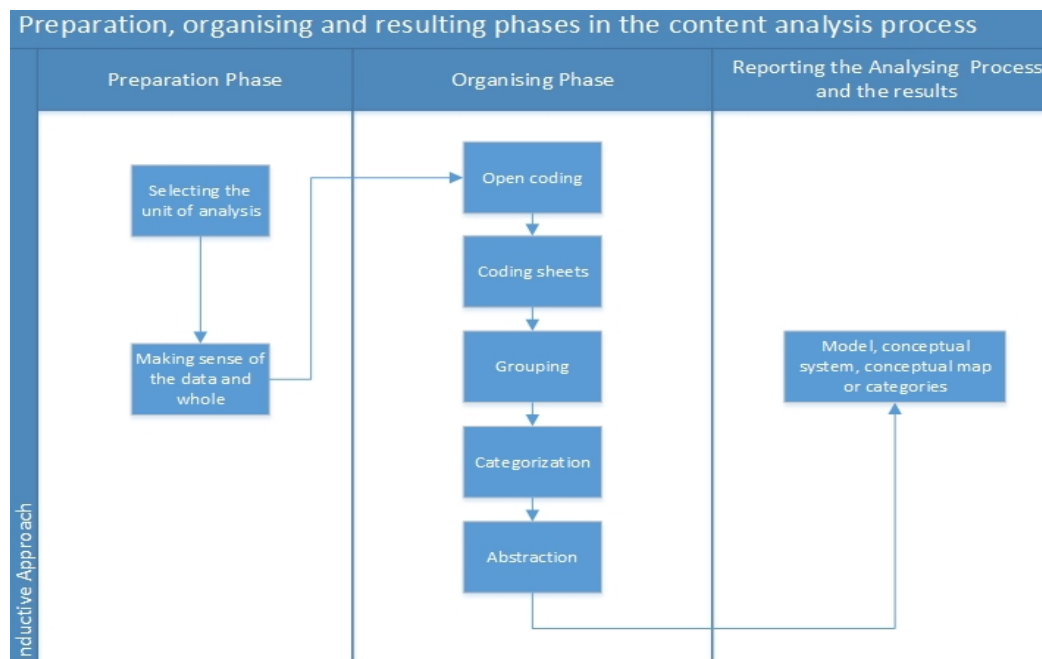 Preparation, organising and resulting phases in the content analysis process
Preparation Phase
Organising Phase
Reporting the Analysing Process
and the results
Selecting the
unit of analysis
Making sense of
the data and
whole
Open coding
Coding sheets
Grouping
Categorization
Abstraction
Model, conceptual
system, conceptual map
or categories
nductive Approach